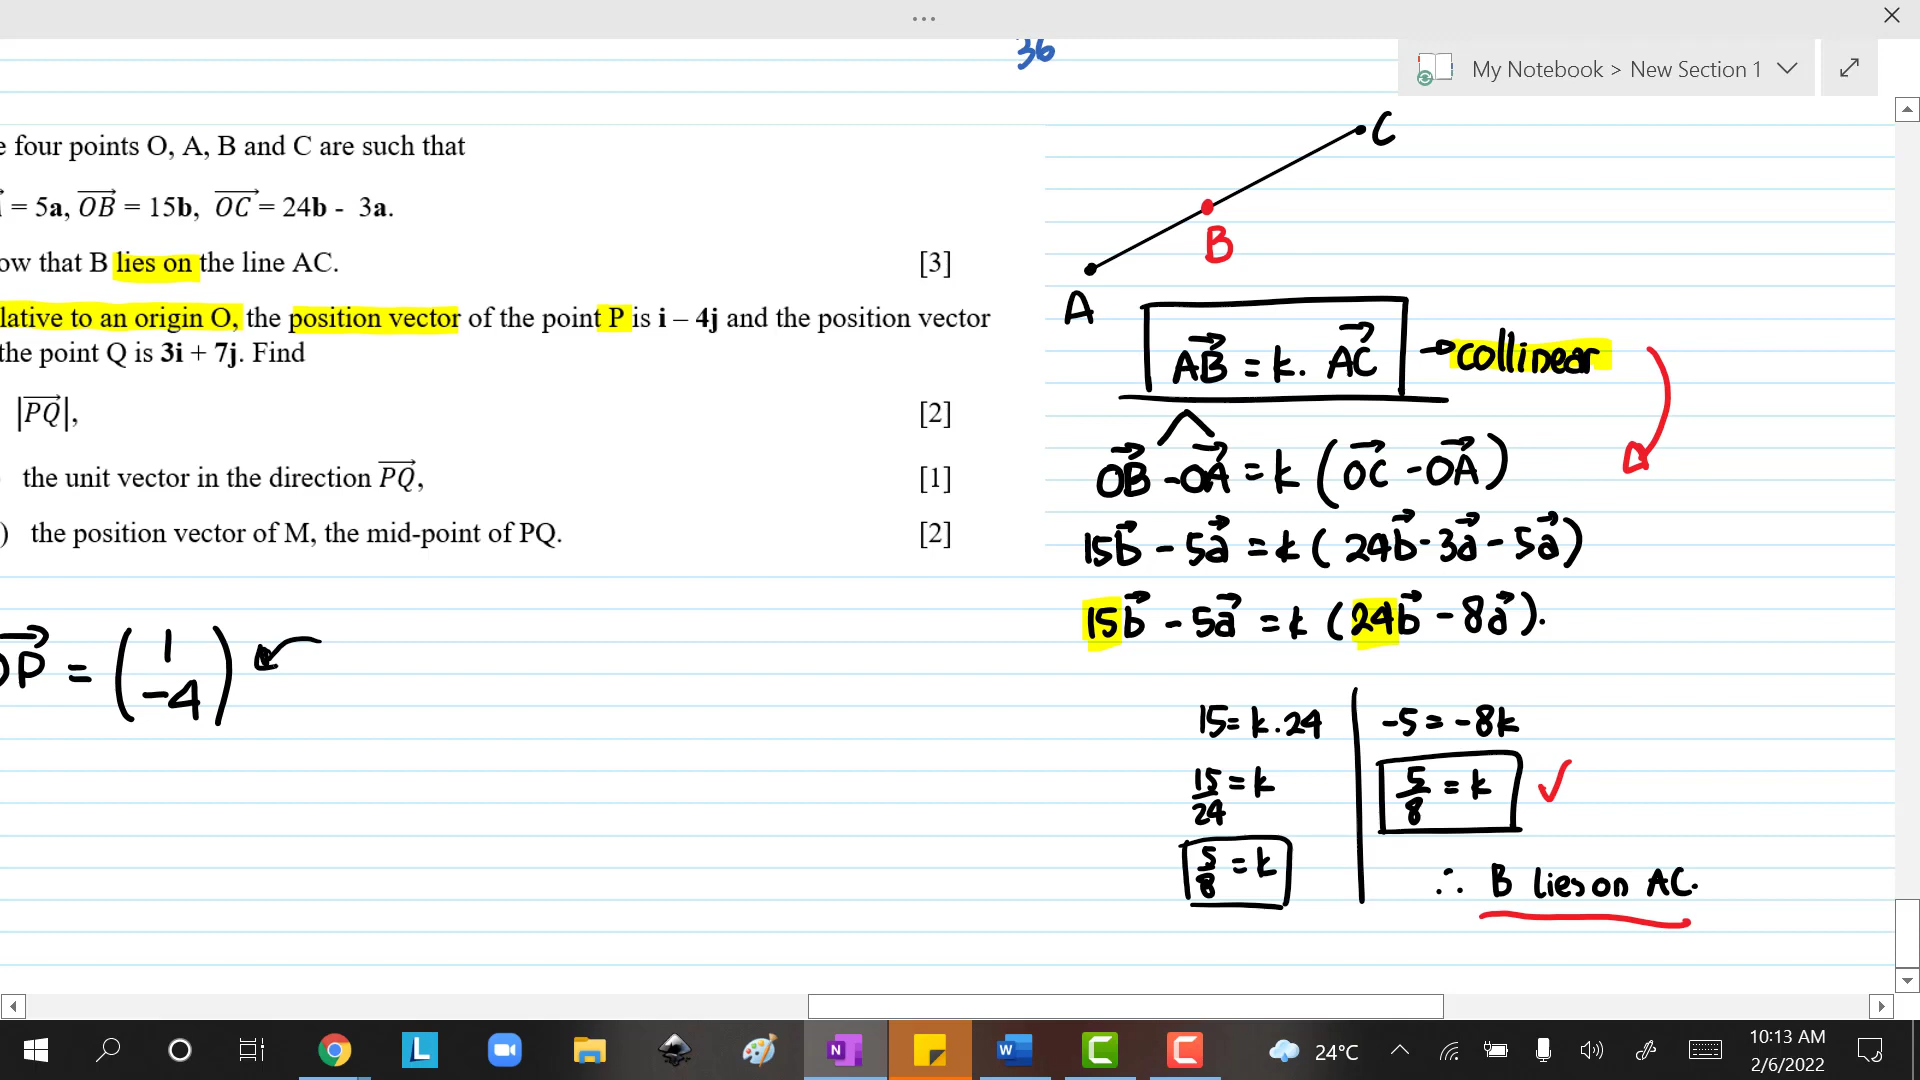 36
My Notebook > New Section 1
e four points O, A, B and C are such that
= 5a, OB = 15b, OC = 24b - 3a.
ow that B lies on the line AC. [3]
lative to an origin O, the position vector of the point P is i – 4j and the position vector
the point Q is 3i + 7j. Find
|PQ|, [2]
the unit vector in the direction PQ, [1]
) the position vector of M, the mid-point of PQ. [2]
OP = (1
-4)
C
B
A
AB = k. AC → collinear
OB - OA = k (OC - OA)
15b - 5a = k (24b - 3a - 5a)
15b - 5a = k (24b - 8a).
15 = k.24
15/24 = k
5/8 = k
-5 = -8k
5/8 = k ✓
∴ B lies on AC.
24°C
10:13 AM
2/6/2022